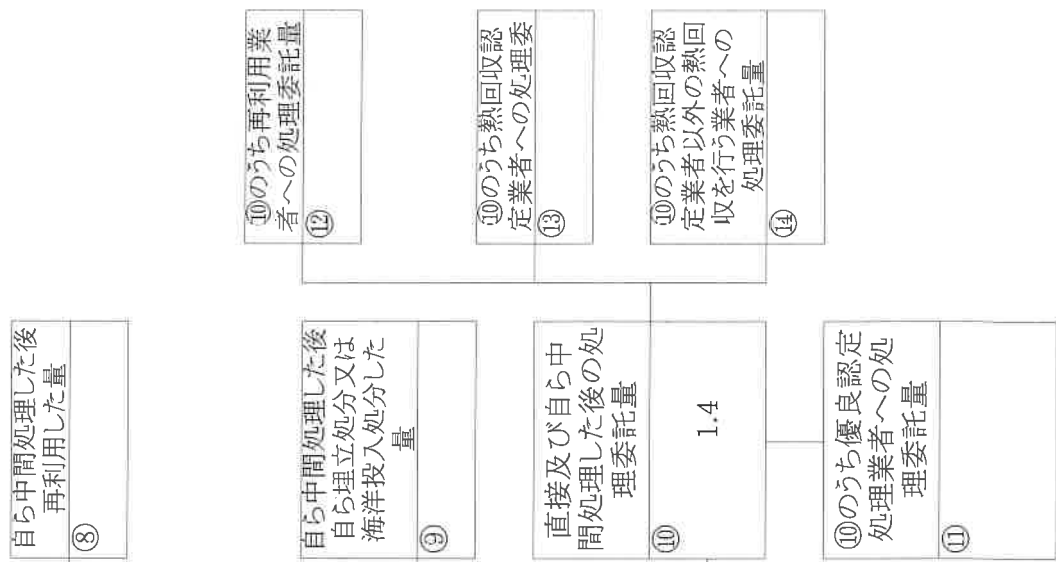 自ら中間処理した後
再利用した量
⑧
自ら中間処理した後
自ら埋立処分又は
海洋投入処分した
量
⑨
直接及び自ら中
間処理した後の処
理委託量
⑩
1.4
⑩のうち優良認定
処理業者への処
理委託量
⑪
⑩のうち再利用業
者への処理委託量
⑫
⑩のうち熱回収認
定業者への処理委
⑬
⑩のうち熱回収認
定業者以外の熱回
収を行う業者への
処理委託量
⑭